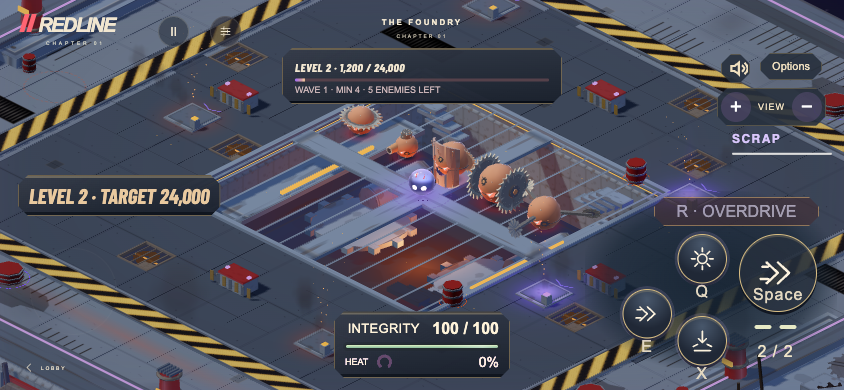 REDLINE
CHAPTER 01
THE FOUNDRY
CHAPTER 01
LEVEL 2 · 1,200 / 24,000
WAVE 1 · MIN 4 · 5 ENEMIES LEFT
Options
+ VIEW −
SCRAP
LEVEL 2 · TARGET 24,000
R · OVERDRIVE
Q
Space
E
X
2 / 2
INTEGRITY 100 / 100
HEAT 0%
LOBBY